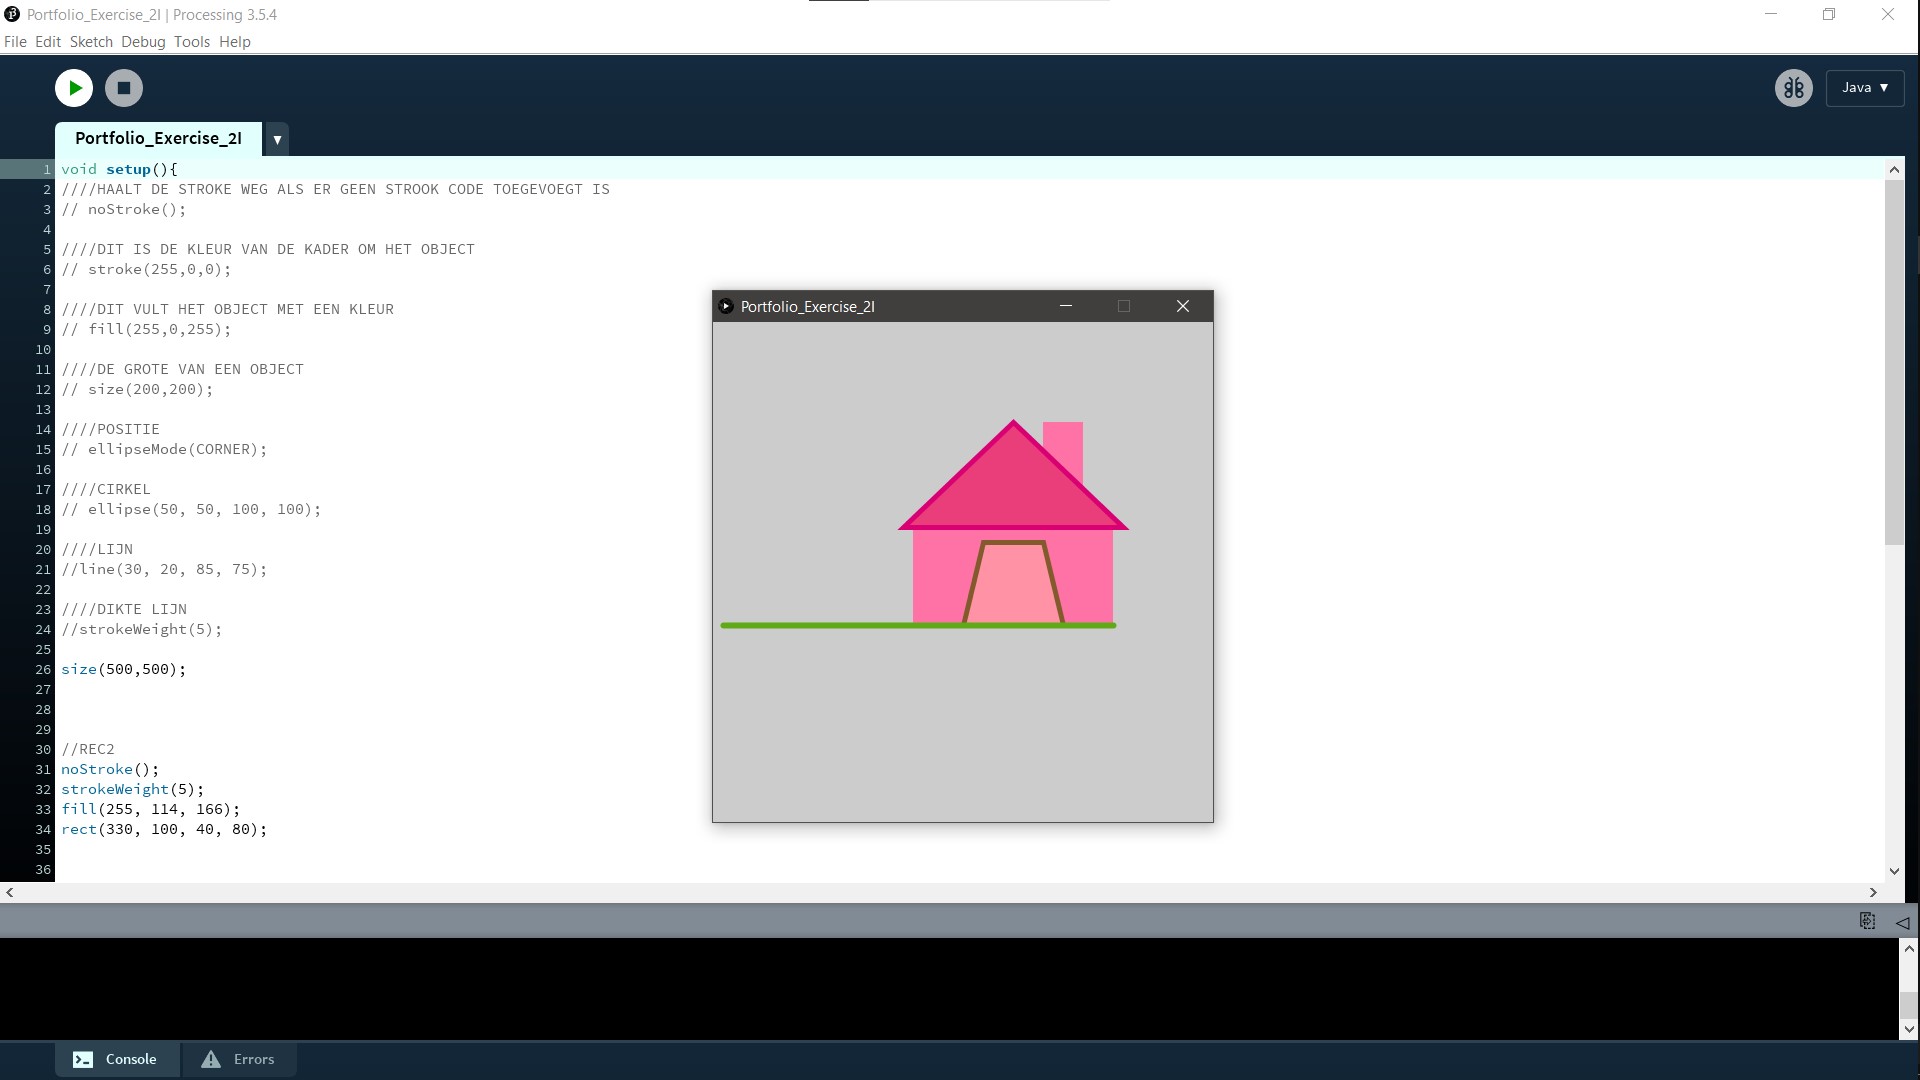 Portfolio_Exercise_2I | Processing 3.5.4
File Edit Sketch Debug Tools Help
Java ▼
Portfolio_Exercise_2I ▼
1 void setup(){
2 ////HAALT DE STROKE WEG ALS ER GEEN STROOK CODE TOEGEVOEGT IS
3 // noStroke();
4
5 ////DIT IS DE KLEUR VAN DE KADER OM HET OBJECT
6 // stroke(255,0,0);
7
8 ////DIT VULT HET OBJECT MET EEN KLEUR
9 // fill(255,0,255);
10
11 ////DE GROTE VAN EEN OBJECT
12 // size(200,200);
13
14 ////POSITIE
15 // ellipseMode(CORNER);
16
17 ////CIRKEL
18 // ellipse(50, 50, 100, 100);
19
20 ////LIJN
21 //line(30, 20, 85, 75);
22
23 ////DIKTE LIJN
24 //strokeWeight(5);
25
26 size(500,500);
27
28
29
30 //REC2
31 noStroke();
32 strokeWeight(5);
33 fill(255, 114, 166);
34 rect(330, 100, 40, 80);
35
36
Portfolio_Exercise_2I
Console
Errors